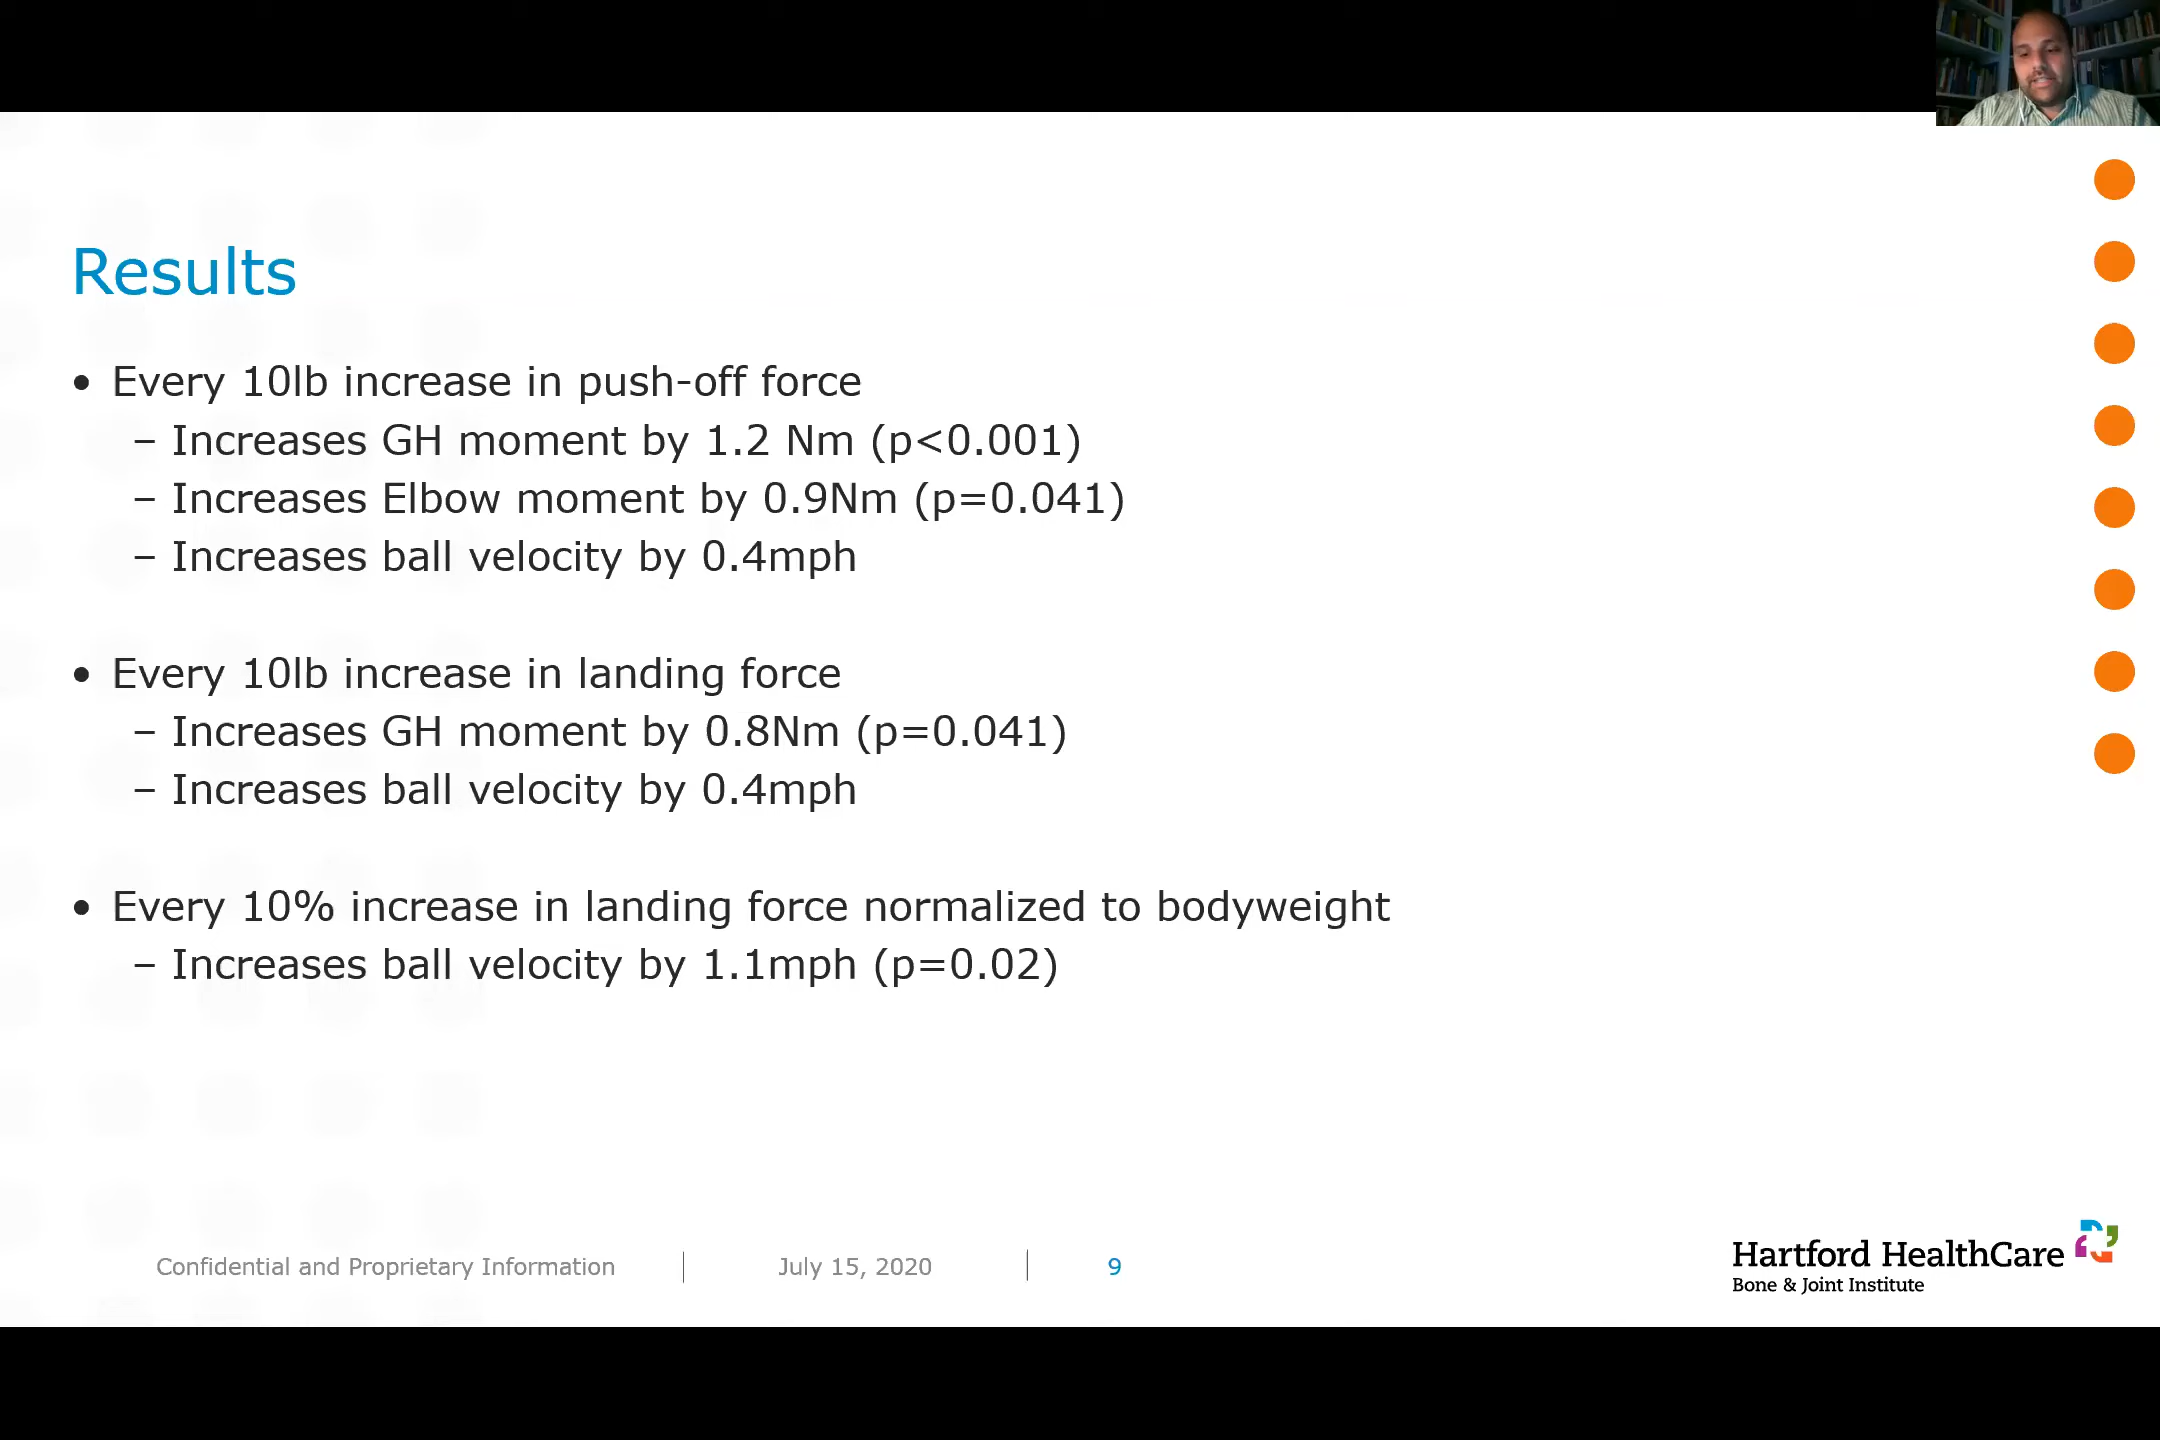 Results
• Every 10lb increase in push-off force
– Increases GH moment by 1.2 Nm (p<0.001)
– Increases Elbow moment by 0.9Nm (p=0.041)
– Increases ball velocity by 0.4mph
• Every 10lb increase in landing force
– Increases GH moment by 0.8Nm (p=0.041)
– Increases ball velocity by 0.4mph
• Every 10% increase in landing force normalized to bodyweight
– Increases ball velocity by 1.1mph (p=0.02)
Confidential and Proprietary Information | July 15, 2020 | 9
Hartford HealthCare
Bone & Joint Institute